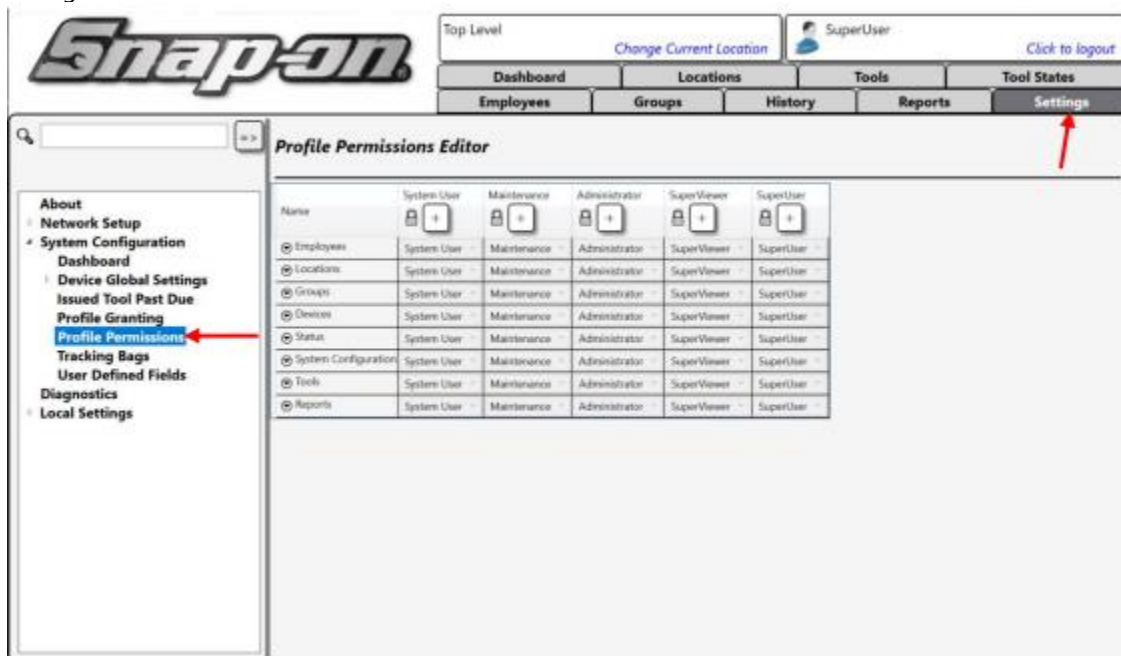 Snap-on
Top Level
Change Current Location
SuperUser
Click to logout
Dashboard Locations Tools Tool States
Employees Groups History Reports Settings
=>
Profile Permissions Editor
About
Network Setup
System Configuration
Dashboard
Device Global Settings
Issued Tool Past Due
Profile Granting
Profile Permissions
Tracking Bags
User Defined Fields
Diagnostics
Local Settings
Name System User Maintenance Administrator SuperViewer SuperUser
+ + + + +
Employees System User Maintenance Administrator SuperViewer SuperUser
Locations System User Maintenance Administrator SuperViewer SuperUser
Groups System User Maintenance Administrator SuperViewer SuperUser
Devices System User Maintenance Administrator SuperViewer SuperUser
Status System User Maintenance Administrator SuperViewer SuperUser
System Configuration System User Maintenance Administrator SuperViewer SuperUser
Tools System User Maintenance Administrator SuperViewer SuperUser
Reports System User Maintenance Administrator SuperViewer SuperUser